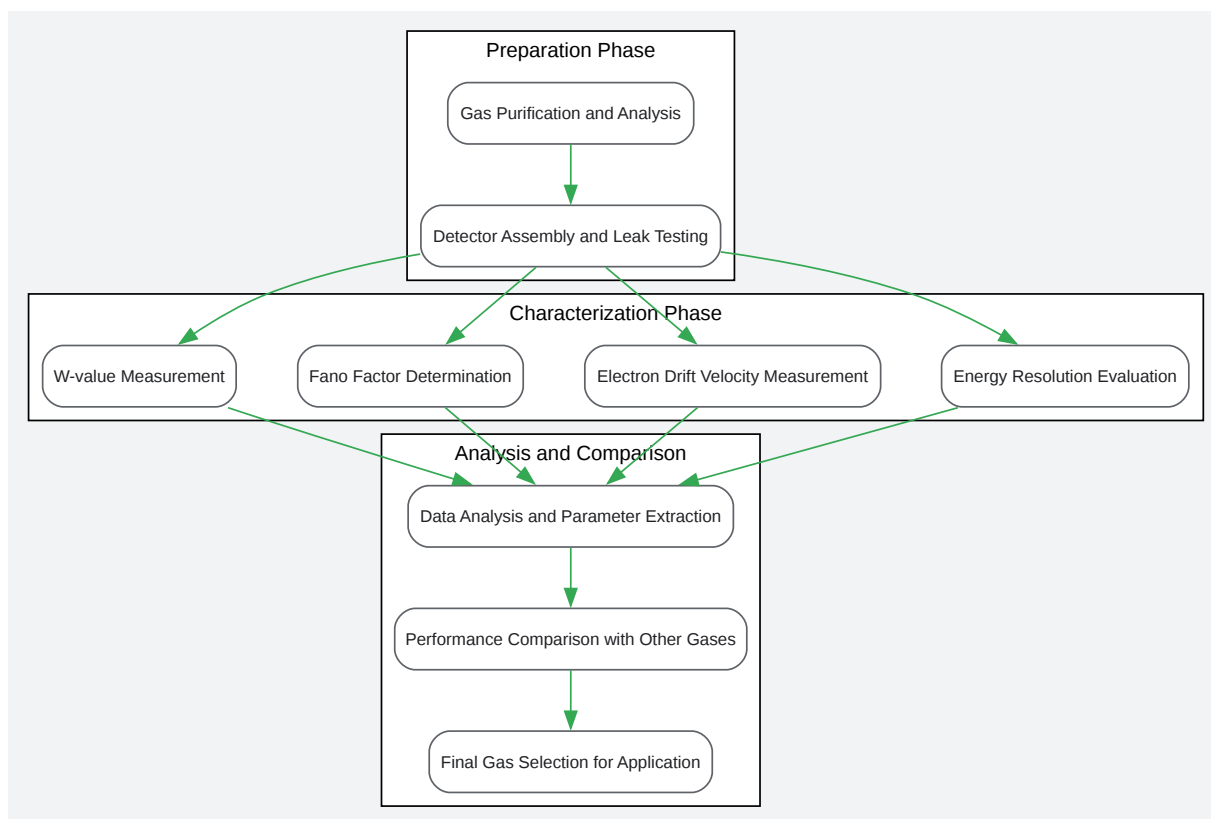 Preparation Phase
Gas Purification and Analysis
Detector Assembly and Leak Testing
Characterization Phase
W-value Measurement
Fano Factor Determination
Electron Drift Velocity Measurement
Energy Resolution Evaluation
Analysis and Comparison
Data Analysis and Parameter Extraction
Performance Comparison with Other Gases
Final Gas Selection for Application